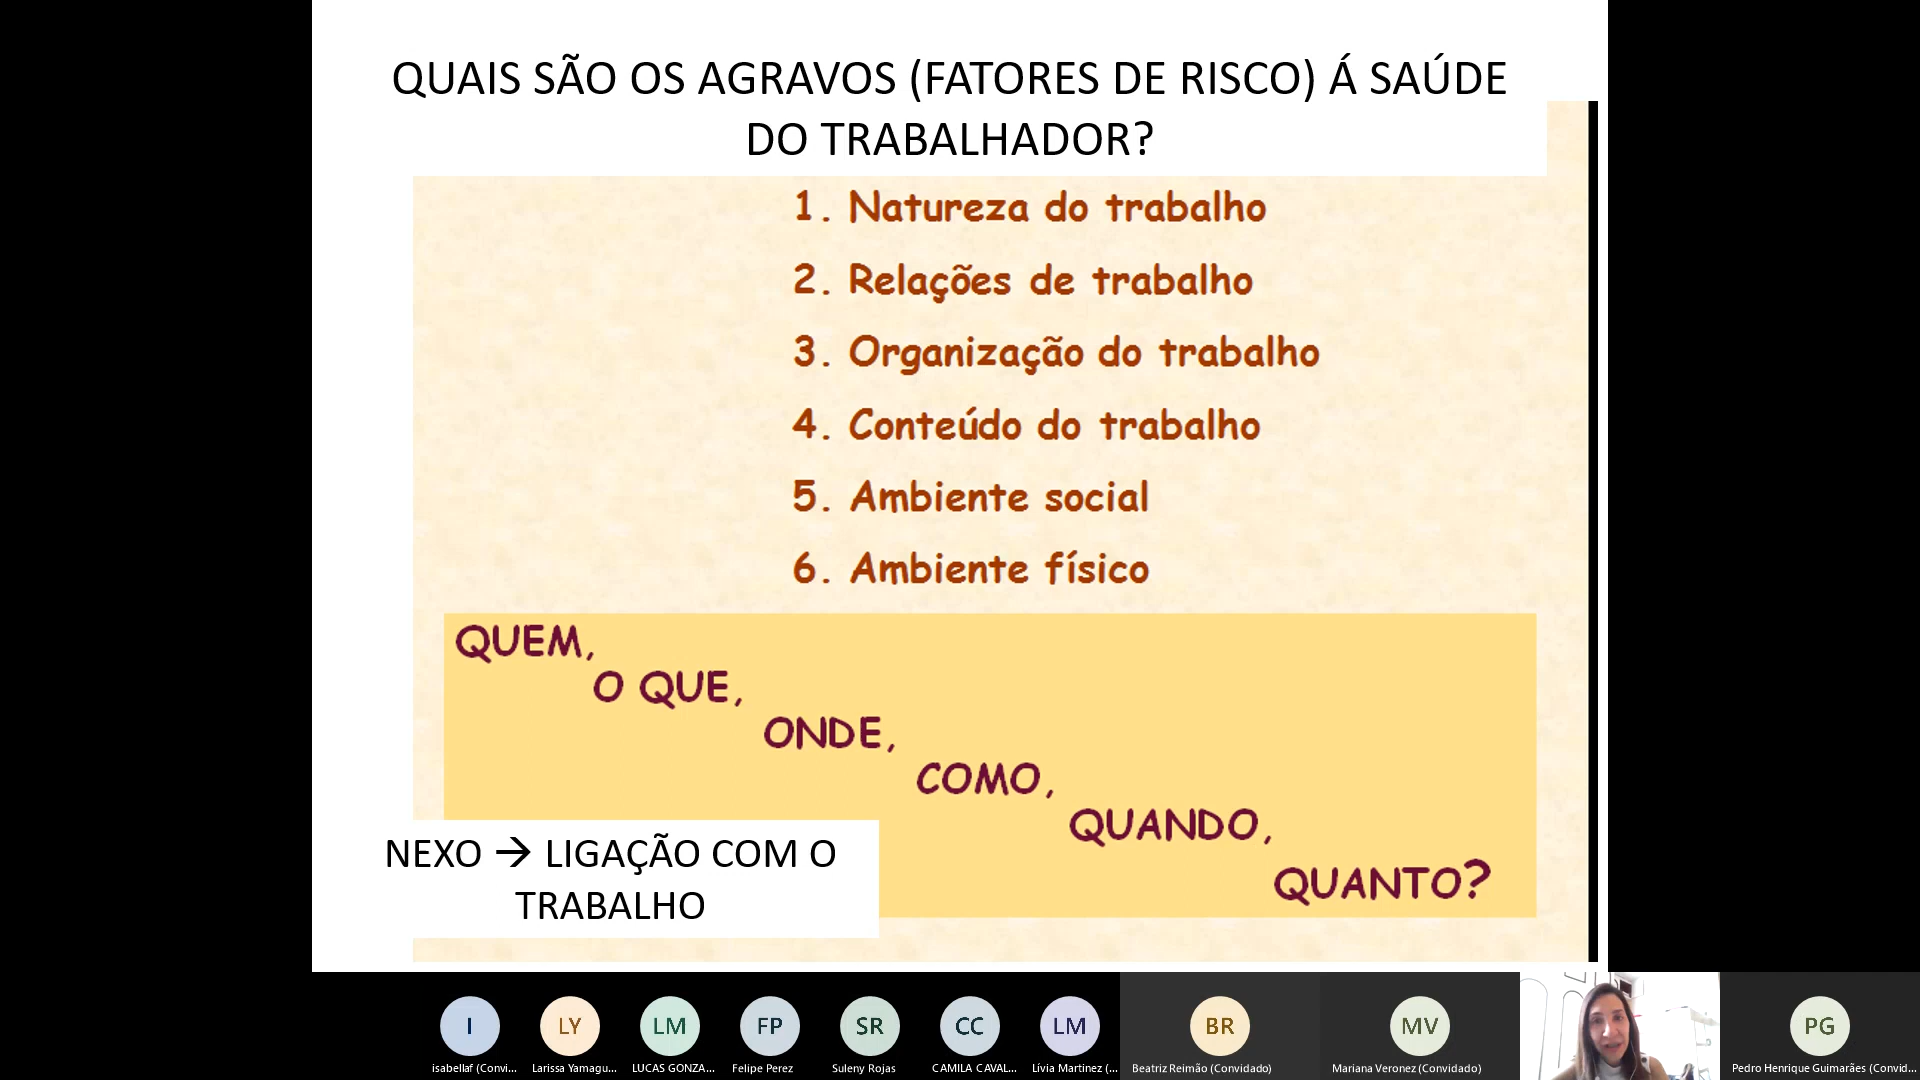 QUAIS SÃO OS AGRAVOS (FATORES DE RISCO) Á SAÚDE
DO TRABALHADOR?
1. Natureza do trabalho
2. Relações de trabalho
3. Organização do trabalho
4. Conteúdo do trabalho
5. Ambiente social
6. Ambiente físico
QUEM,
O QUE,
ONDE,
COMO,
QUANDO,
QUANTO?
NEXO → LIGAÇÃO COM O
TRABALHO
I
LY
LM
FP
SR
CC
LM
BR
MV
PG
isabellaf (Convi...
Larissa Yamagu...
LUCAS GONZA...
Felipe Perez
Suleny Rojas
CAMILA CAVAL...
Lívia Martinez (...
Beatriz Reimão (Convidado)
Mariana Veronez (Convidado)
Pedro Henrique Guimarães (Convid...